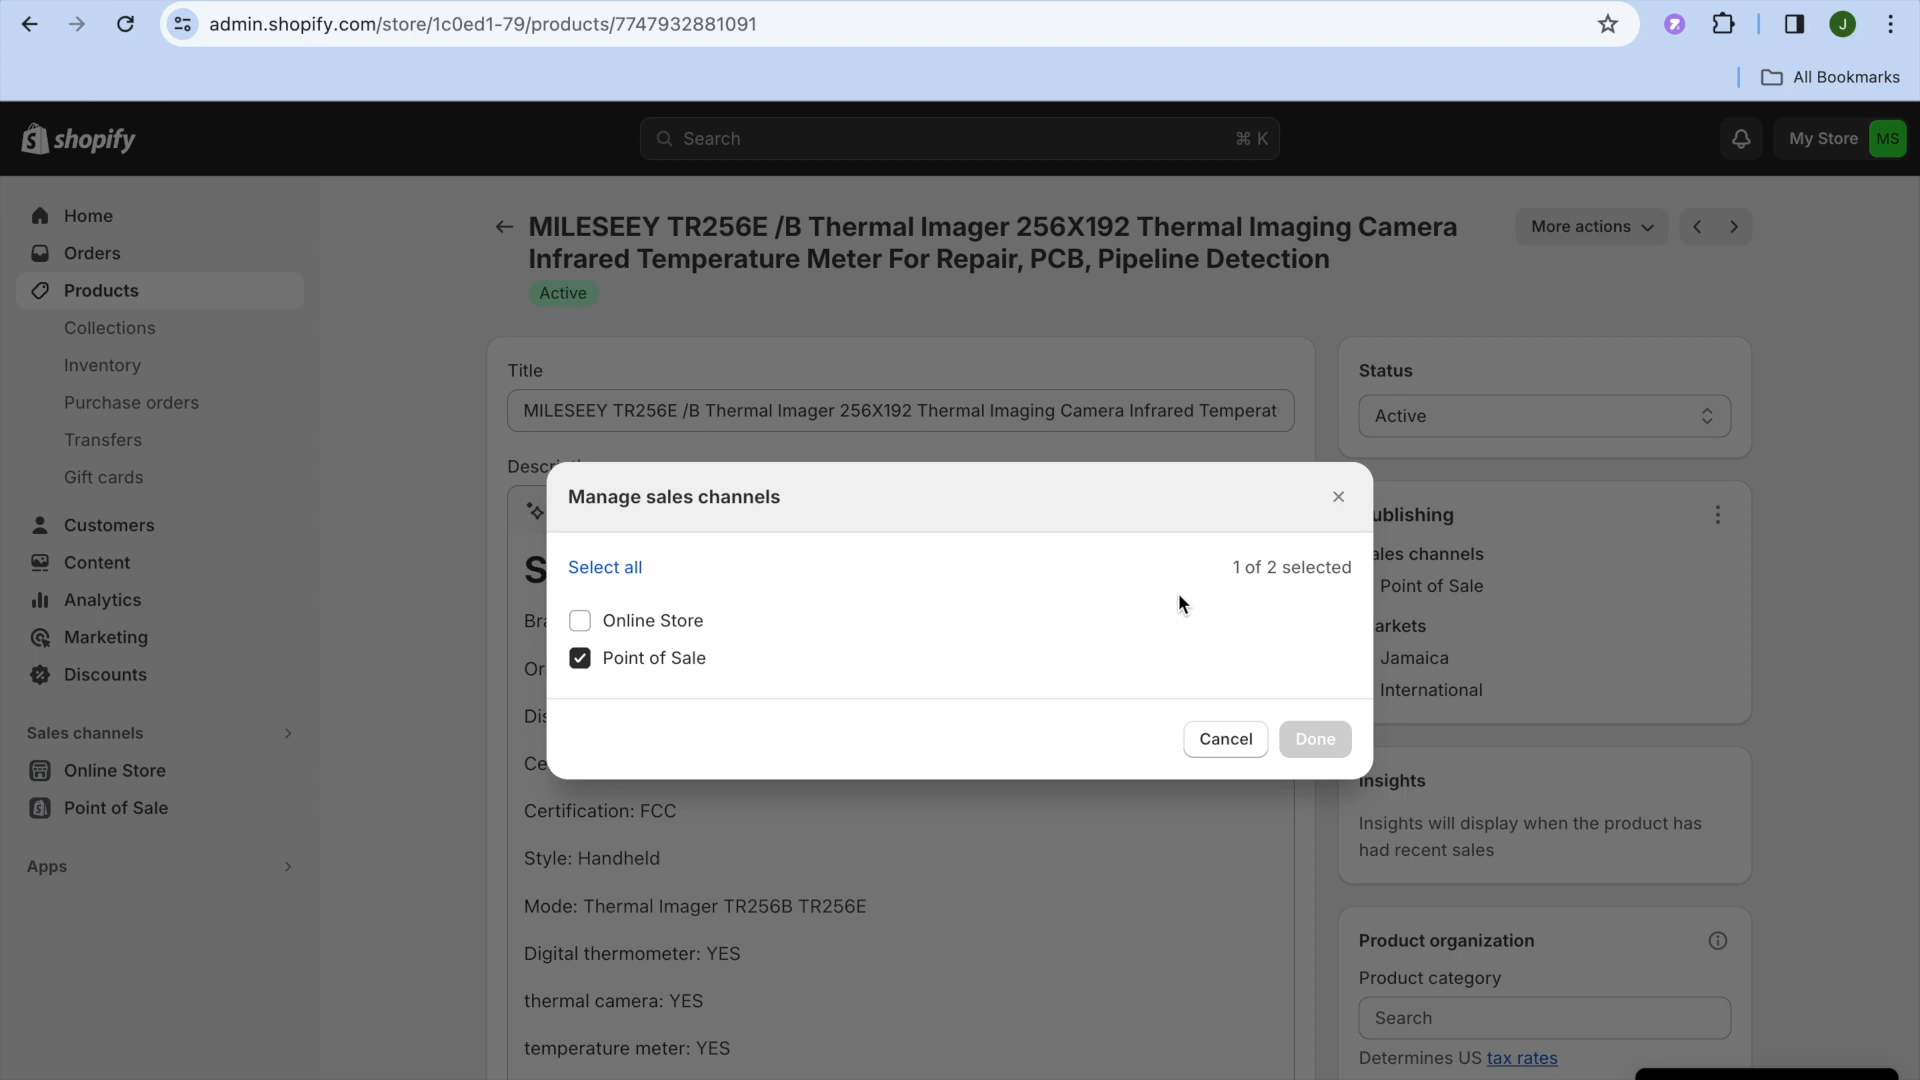 admin.shopify.com/store/1c0ed1-79/products/7747932881091
J
All Bookmarks
shopify
Search
⌘ K
My Store
MS
Home
Orders
Products
Collections
Inventory
Purchase orders
Transfers
Gift cards
Customers
Content
Analytics
Marketing
Discounts
Sales channels
Online Store
Point of Sale
Apps
MILESEEY TR256E /B Thermal Imager 256X192 Thermal Imaging Camera
Infrared Temperature Meter For Repair, PCB, Pipeline Detection
Active
More actions
Title
MILESEEY TR256E /B Thermal Imager 256X192 Thermal Imaging Camera Infrared Temperat
Descri
S
Bra
Or
Dis
Ce
Certification: FCC
Style: Handheld
Mode: Thermal Imager TR256B TR256E
Digital thermometer: YES
thermal camera: YES
temperature meter: YES
Manage sales channels
Select all
1 of 2 selected
Online Store
Point of Sale
Cancel
Done
Status
Active
ublishing
ales channels
Point of Sale
arkets
Jamaica
International
Insights
Insights will display when the product has
had recent sales
Product organization
Product category
Search
Determines US tax rates